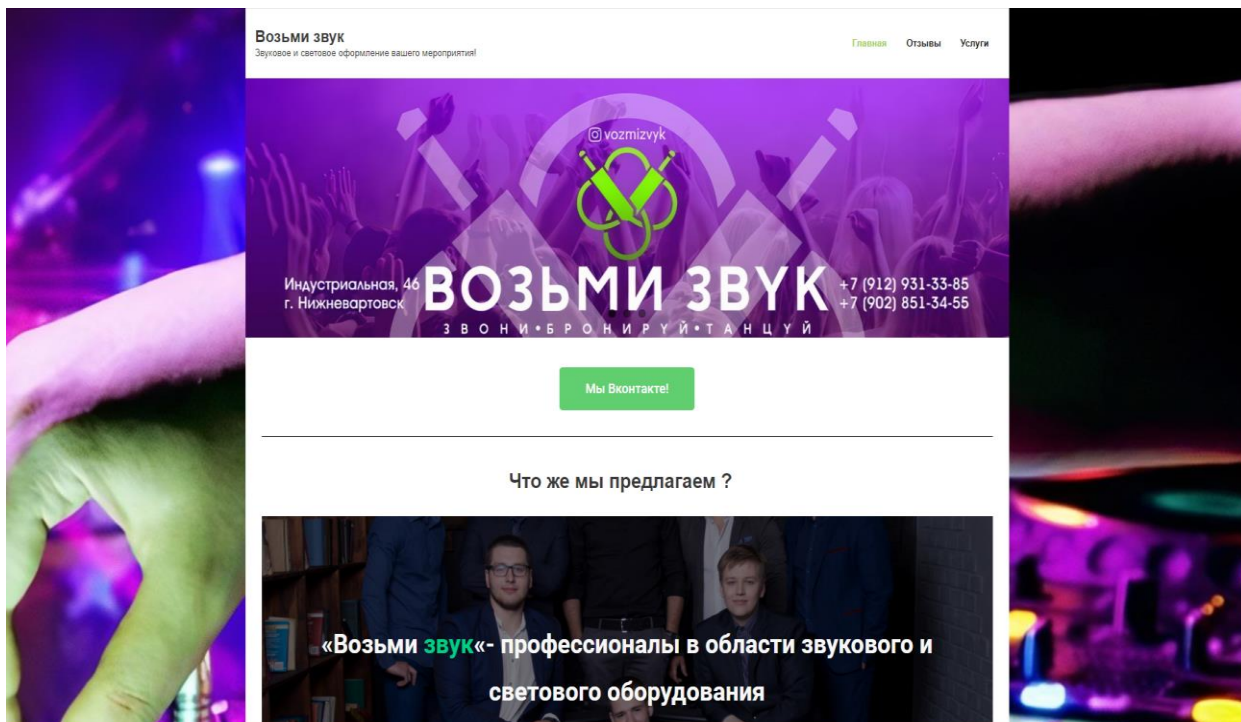 Возьми звук
Звуковое и световое оформление вашего мероприятия!
Главная Отзывы Услуги
vozmizvyk
Индустриальная, 46
г. Нижневартовск
ВОЗЬМИ ЗВУК
+7 (912) 931-33-85
+7 (902) 851-34-55
ЗВОНИ•БРОНИРУЙ•ТАНЦУЙ
Мы Вконтакте!
Что же мы предлагаем ?
«Возьми звук«- профессионалы в области звукового и
светового оборудования